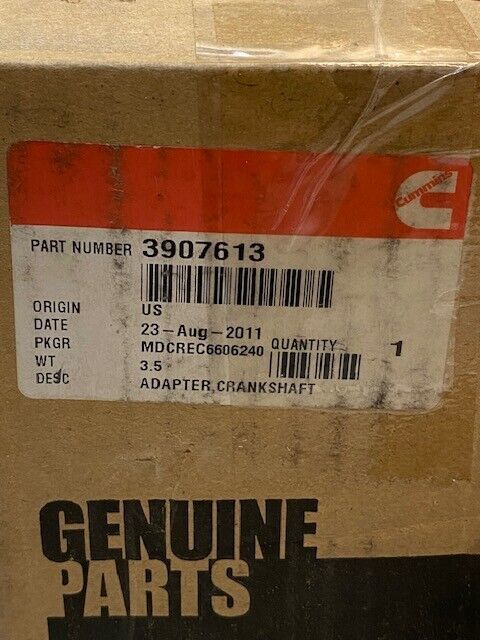 Cummins
PART NUMBER 3907613
ORIGIN US
DATE 23-Aug-2011
PKGR MDCREC6606240 QUANTITY 1
WT 3.5
DESC ADAPTER,CRANKSHAFT
GENUINE
PARTS